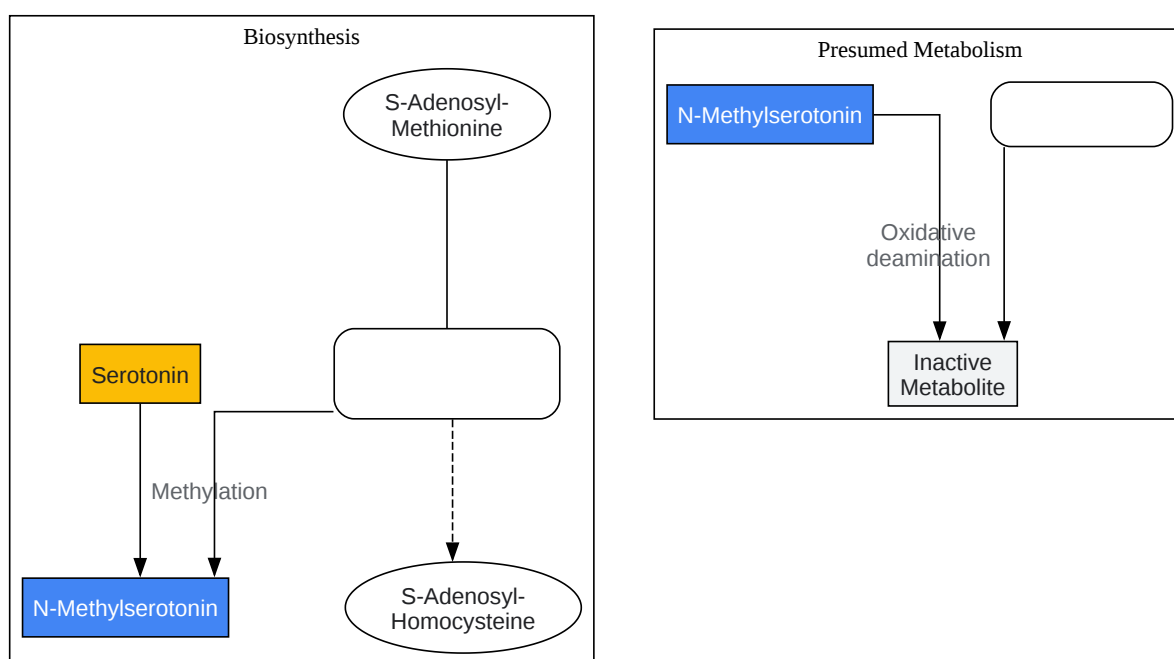 Biosynthesis
S-Adenosyl-
Methionine
Serotonin
Methylation
N-Methylserotonin
S-Adenosyl-
Homocysteine
Presumed Metabolism
N-Methylserotonin
Oxidative
deamination
Inactive
Metabolite